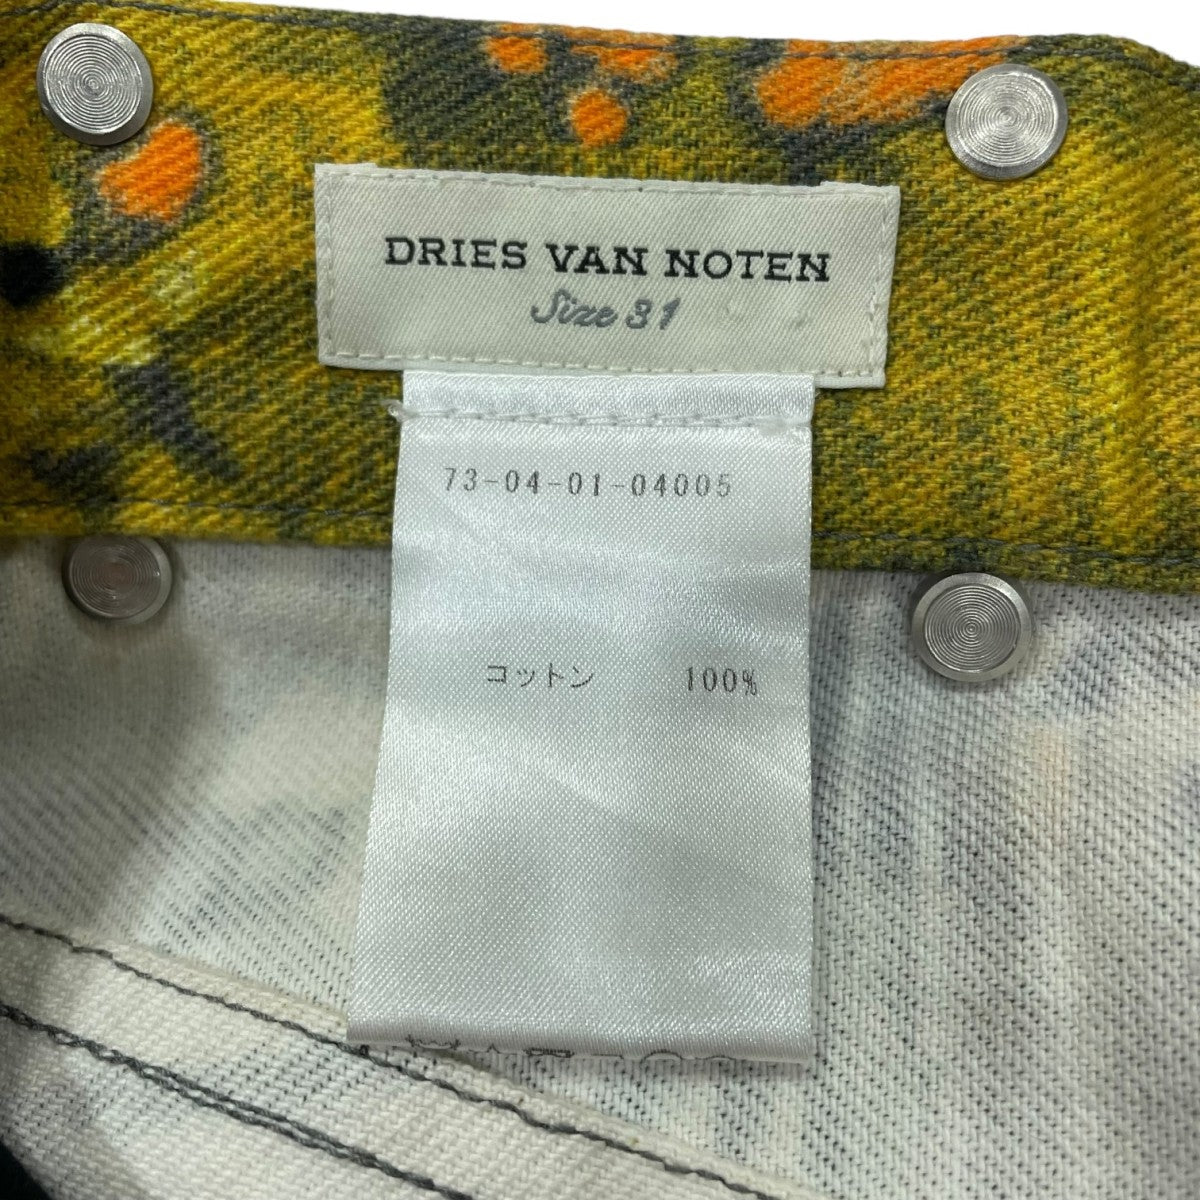 DRIES VAN NOTEN
Size 31
73-04-01-04005
コットン 100%